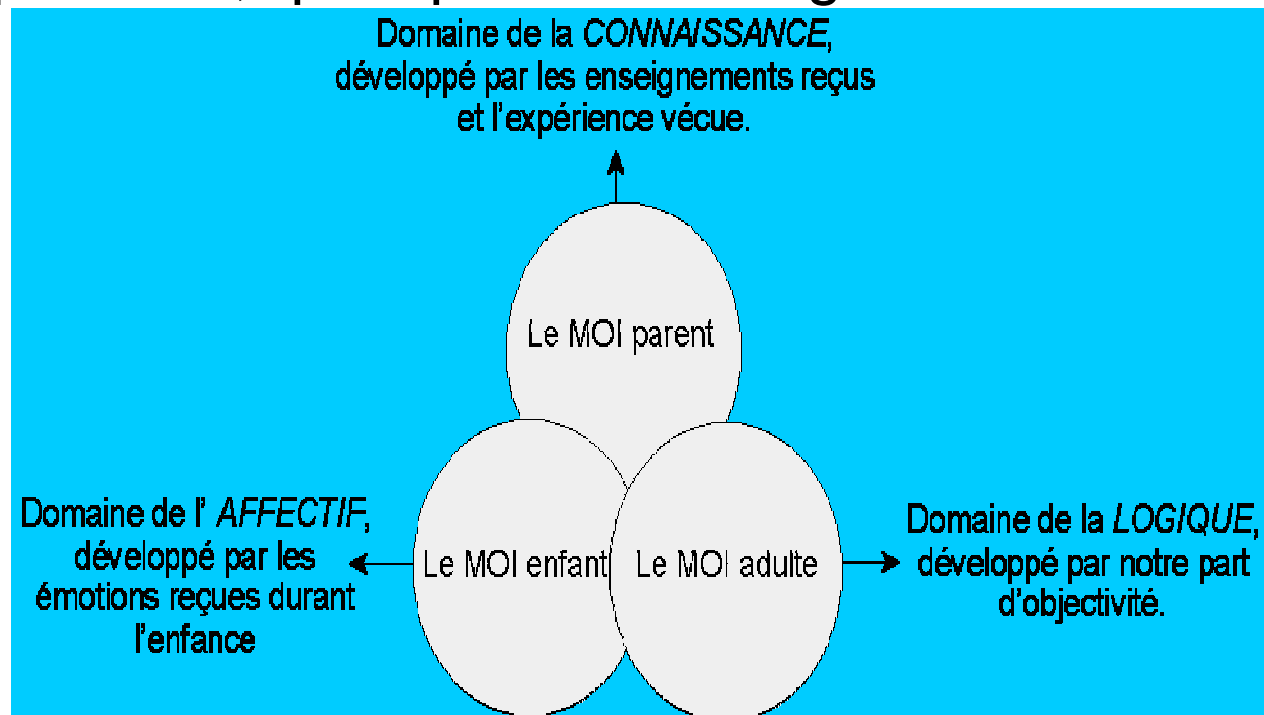 Domaine de la CONNAISSANCE,
développé par les enseignements reçus
et l'expérience vécue.
Le MOI parent
Domaine de l' AFFECTIF,
développé par les
émotions reçues durant
l'enfance
Le MOI enfant
Le MOI adulte
Domaine de la LOGIQUE,
développé par notre part
d'objectivité.